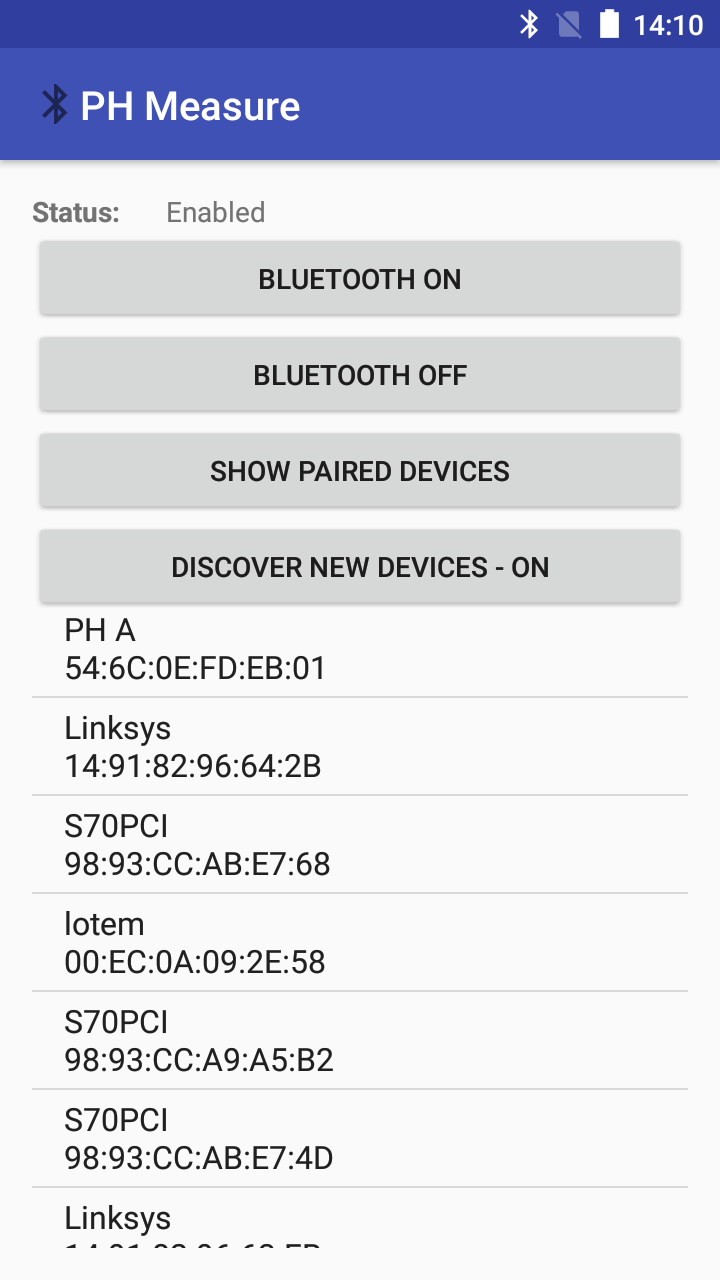 14:10
PH Measure
Status: Enabled
BLUETOOTH ON
BLUETOOTH OFF
SHOW PAIRED DEVICES
DISCOVER NEW DEVICES - ON
PH A
54:6C:0E:FD:EB:01
Linksys
14:91:82:96:64:2B
S70PCI
98:93:CC:AB:E7:68
lotem
00:EC:0A:09:2E:58
S70PCI
98:93:CC:A9:A5:B2
S70PCI
98:93:CC:AB:E7:4D
Linksys